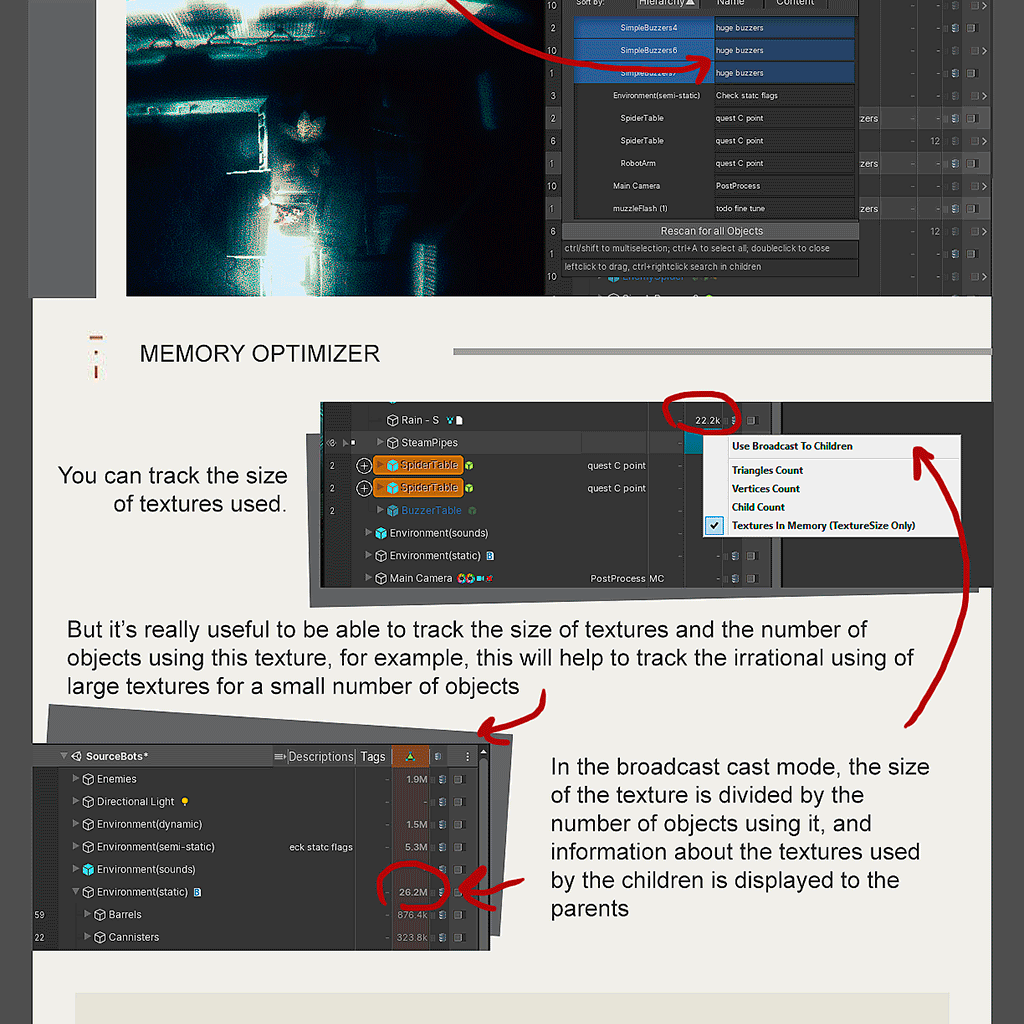 Sort by: Hierarchy▲ Name Content
10
SimpleBuzzers4 huge buzzers
2
SimpleBuzzers6 huge buzzers
10
SimpleBuzzers7 huge buzzers
1
Environment(semi-static) Check statc flags
3
SpiderTable quest C point
2 zers
SpiderTable quest C point
6 12
RobotArm quest C point
1 zers
Main Camera PostProcess
10
muzzleFlash (1) todo fine tune
1 zers
Rescan for all Objects
6 12
ctrl/shift to multiselection; ctrl+A to select all; doubleclick to close
1
leftclick to drag, ctrl+rightclick search in children
10
MEMORY OPTIMIZER
You can track the size
of textures used.
Rain - S 22.2k
SteamPipes
2 SpiderTable quest C point
2 SpiderTable quest C point
2 BuzzerTable
Environment(sounds)
Environment(static)
Main Camera PostProcess MC
Use Broadcast To Children
Triangles Count
Vertices Count
Child Count
Textures In Memory (TextureSize Only)
But it's really useful to be able to track the size of textures and the number of
objects using this texture, for example, this will help to track the irrational using of
large textures for a small number of objects
SourceBots* Descriptions Tags
Enemies 1.9M
Directional Light -
Environment(dynamic) 1.5M
Environment(semi-static) eck statc flags 5.3M
Environment(sounds)
Environment(static) 26.2M
59 Barrels 876.4k
22 Cannisters 323.8k
In the broadcast cast mode, the size
of the texture is divided by the
number of objects using it, and
information about the textures used
by the children is displayed to the
parents